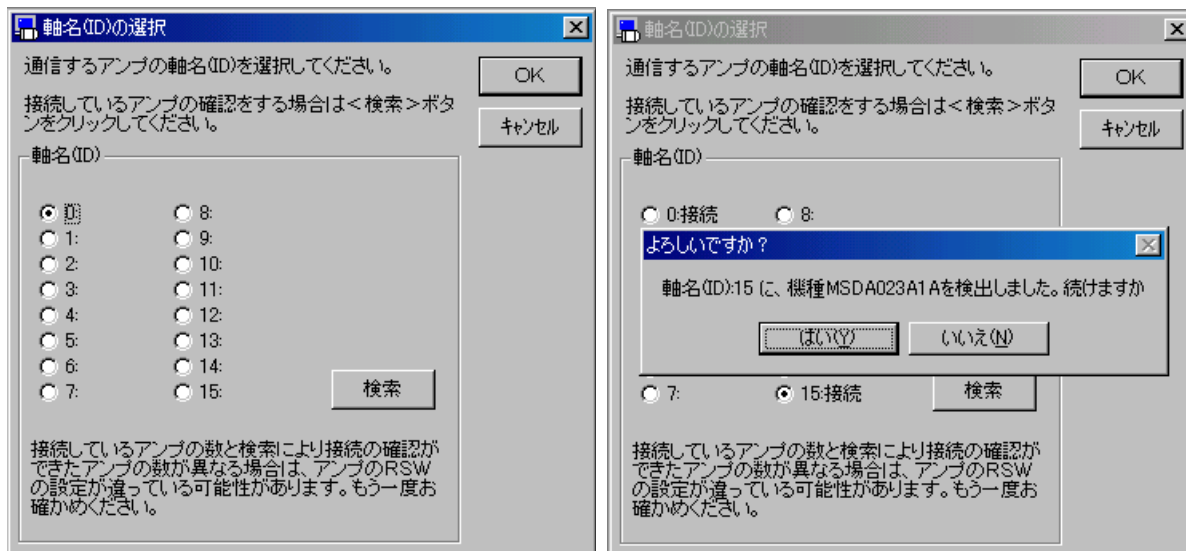 軸名(ID)の選択
通信するアンプの軸名(ID)を選択してください。
接続しているアンプの確認をする場合は<検索>ボタ
ンをクリックしてください。
OK
キャンセル
軸名(ID)
0:
8:
1:
9:
2:
10:
3:
11:
4:
12:
5:
13:
6:
14:
7:
15:
検索
接続しているアンプの数と検索により接続の確認が
できたアンプの数が異なる場合は、アンプのRSW
の設定が違っている可能性があります。もう一度お
確かめください。
軸名(ID)の選択
通信するアンプの軸名(ID)を選択してください。
接続しているアンプの確認をする場合は<検索>ボタ
ンをクリックしてください。
OK
キャンセル
軸名(ID)
0:接続
8:
よろしいですか?
軸名(ID):15 に、機種MSDA023A1Aを検出しました。続けますか
はい(Y)
いいえ(N)
7:
15:接続
検索
接続しているアンプの数と検索により接続の確認が
できたアンプの数が異なる場合は、アンプのRSW
の設定が違っている可能性があります。もう一度お
確かめください。